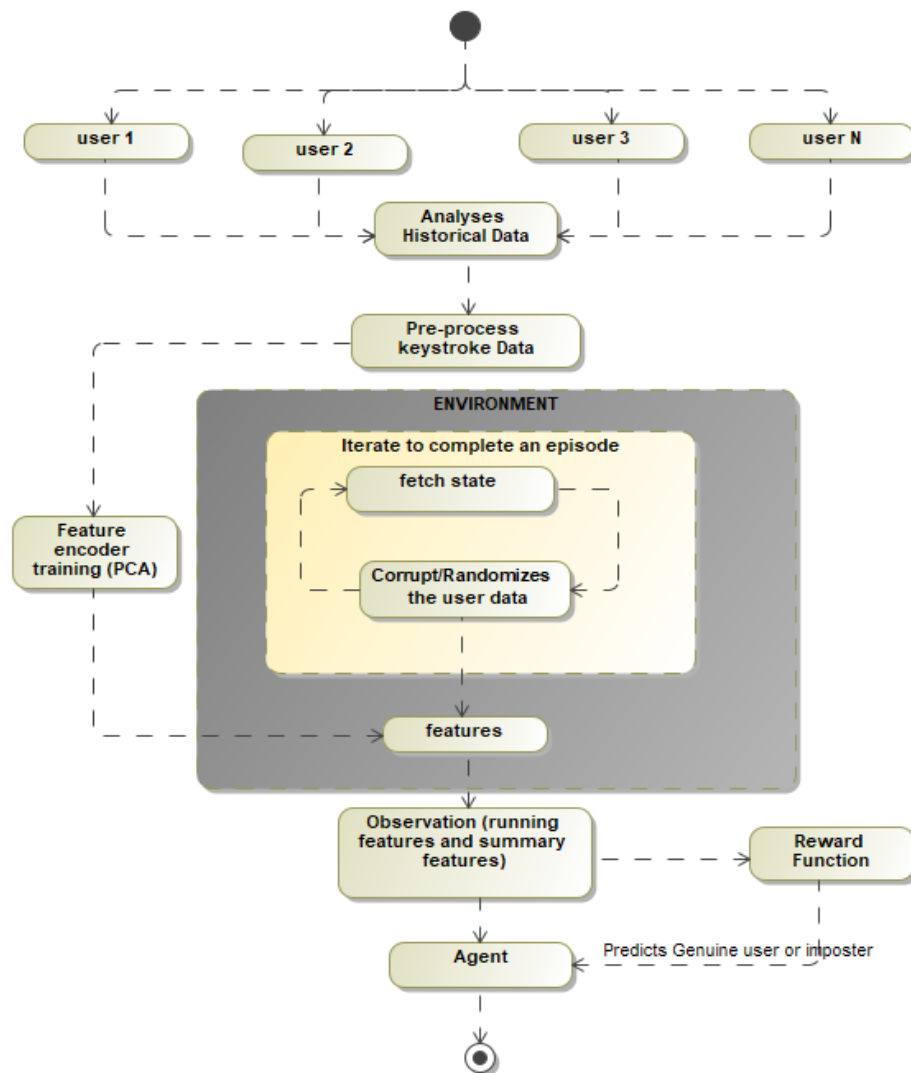 user 1
user 2
user 3
user N
Analyses
Historical Data
Pre-process
keystroke Data
ENVIRONMENT
Iterate to complete an episode
fetch state
Feature
encoder
training (PCA)
Corrupt/Randomizes
the user data
features
Observation (running
features and summary
features)
Reward
Function
Predicts Genuine user or imposter
Agent